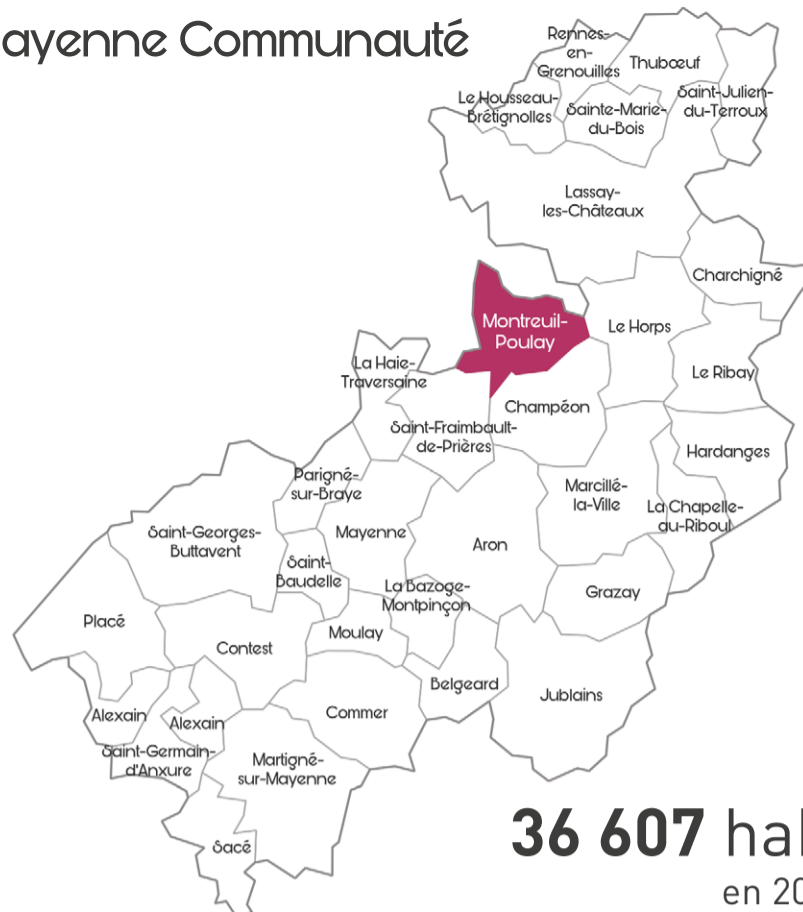 ayenne Communauté
Rennes-
en-
Grenouilles
Thubœuf
Le Housseau-
Brétignolles
Sainte-Marie-
du-Bois
Saint-Julien-
du-Terroux
Lassay-
les-Châteaux
Charchigné
Montreuil-
Poulay
Le Horps
La Haie-
Traversaine
Le Ribay
Champéon
Saint-Fraimbault-
de-Prières
Hardanges
Parigné-
sur-Braye
Marcillé-
la-Ville
La Chapelle-
au-Riboul
Saint-Georges-
Buttavent
Mayenne
Aron
Saint-
Baudelle
La Bazoge-
Montpinçon
Grazay
Placé
Contest
Moulay
Belgeard
Jublains
Alexain
Alexain
Commer
Saint-Germain-
d'Anxure
Martigné-
sur-Mayenne
Sacé
36 607 hal
en 20